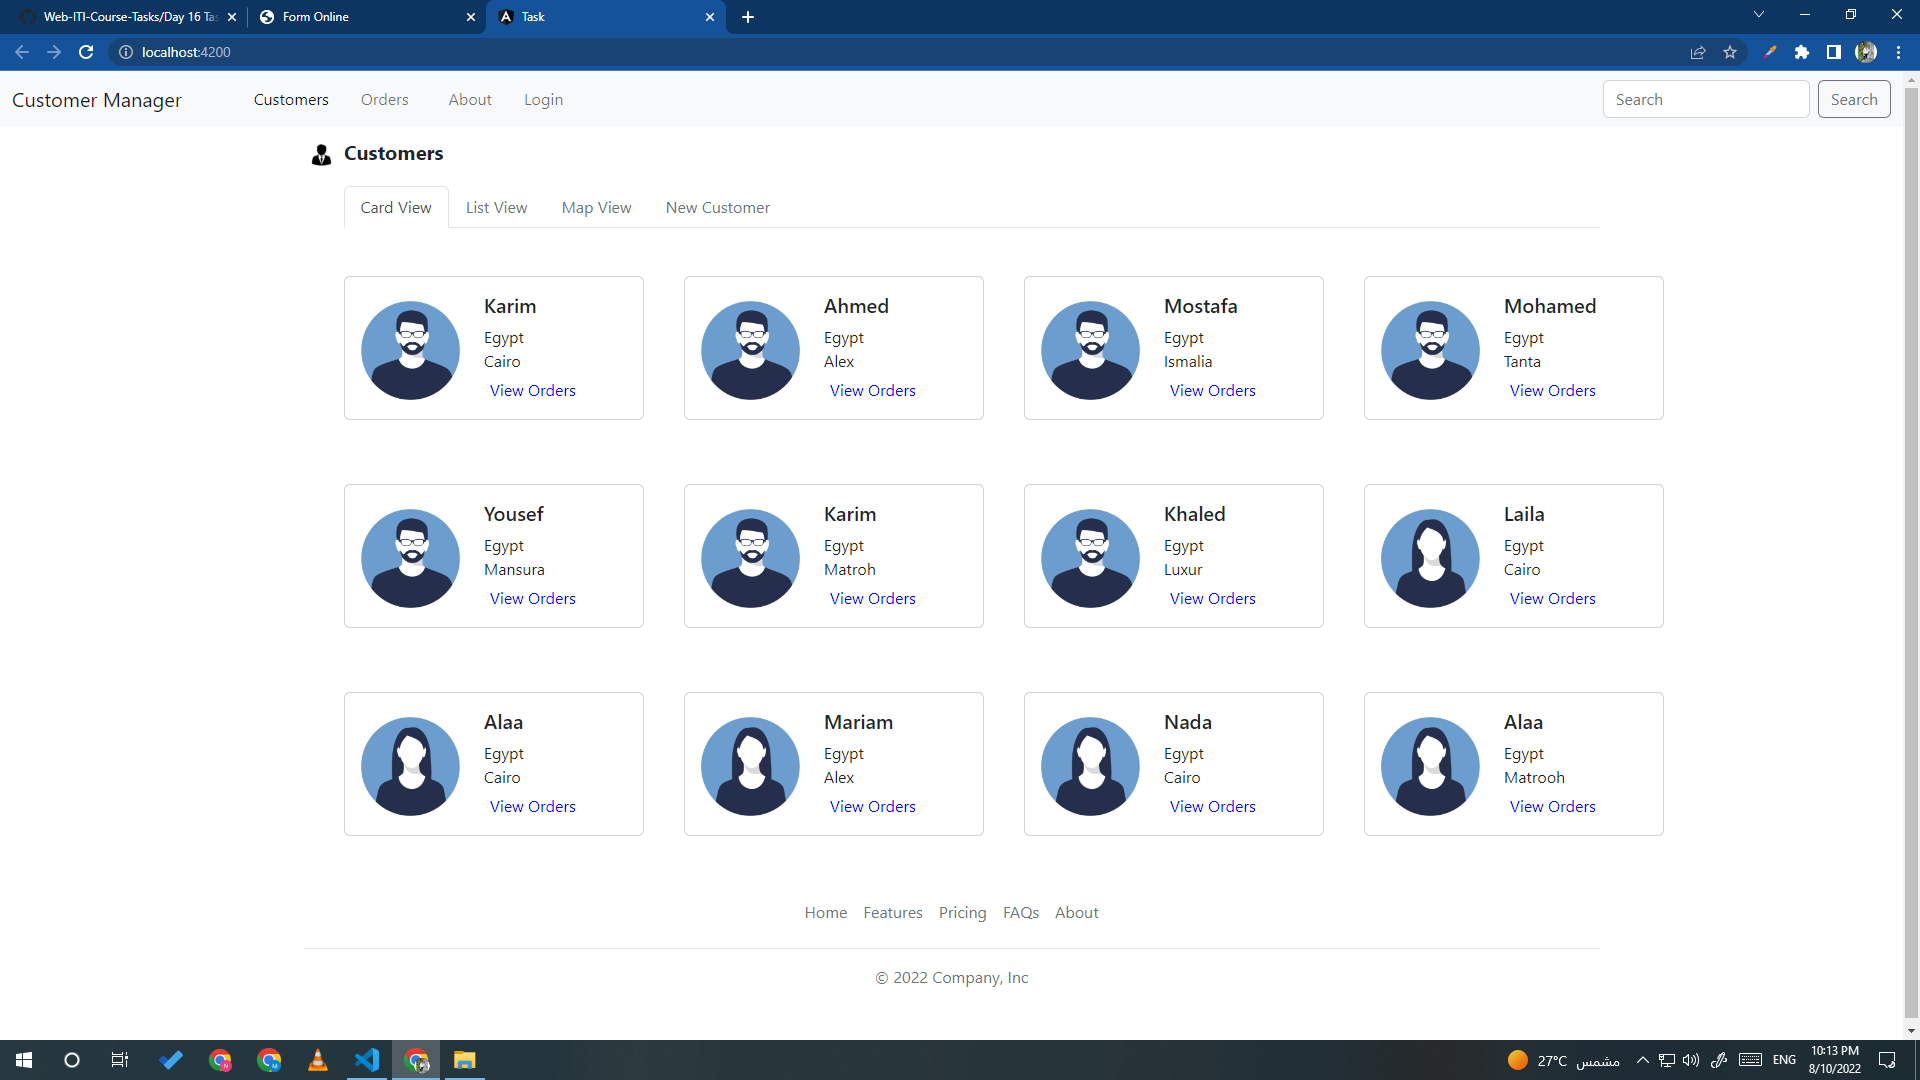 Web-ITI-Course-Tasks/Day 16 Tas
Form Online
Task
localhost:4200
Customer Manager
Customers
Orders
About
Login
Search
Search
Customers
Card View
List View
Map View
New Customer
Karim
Egypt
Cairo
View Orders
Ahmed
Egypt
Alex
View Orders
Mostafa
Egypt
Ismalia
View Orders
Mohamed
Egypt
Tanta
View Orders
Yousef
Egypt
Mansura
View Orders
Karim
Egypt
Matroh
View Orders
Khaled
Egypt
Luxur
View Orders
Laila
Egypt
Cairo
View Orders
Alaa
Egypt
Cairo
View Orders
Mariam
Egypt
Alex
View Orders
Nada
Egypt
Cairo
View Orders
Alaa
Egypt
Matrooh
View Orders
Home
Features
Pricing
FAQs
About
© 2022 Company, Inc
27°C مشمس
ENG
10:13 PM
8/10/2022